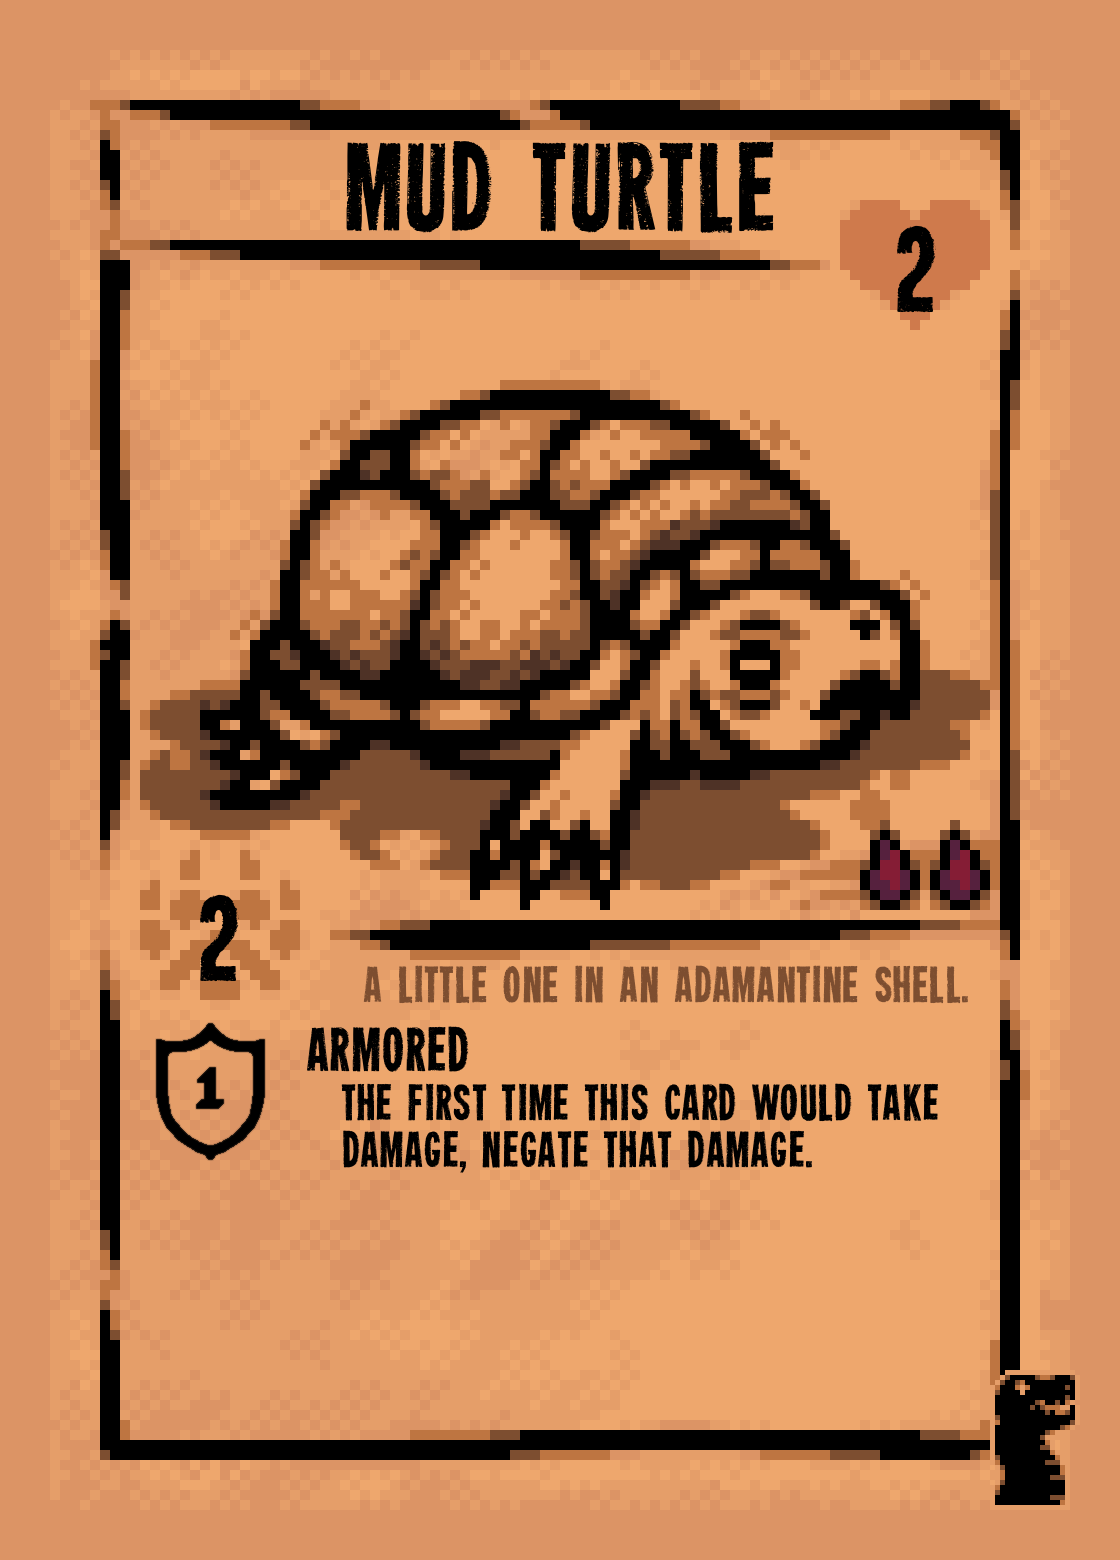 MUD TURTLE
2
2
A LITTLE ONE IN AN ADAMANTINE SHELL.
1
ARMORED
THE FIRST TIME THIS CARD WOULD TAKE
DAMAGE, NEGATE THAT DAMAGE.